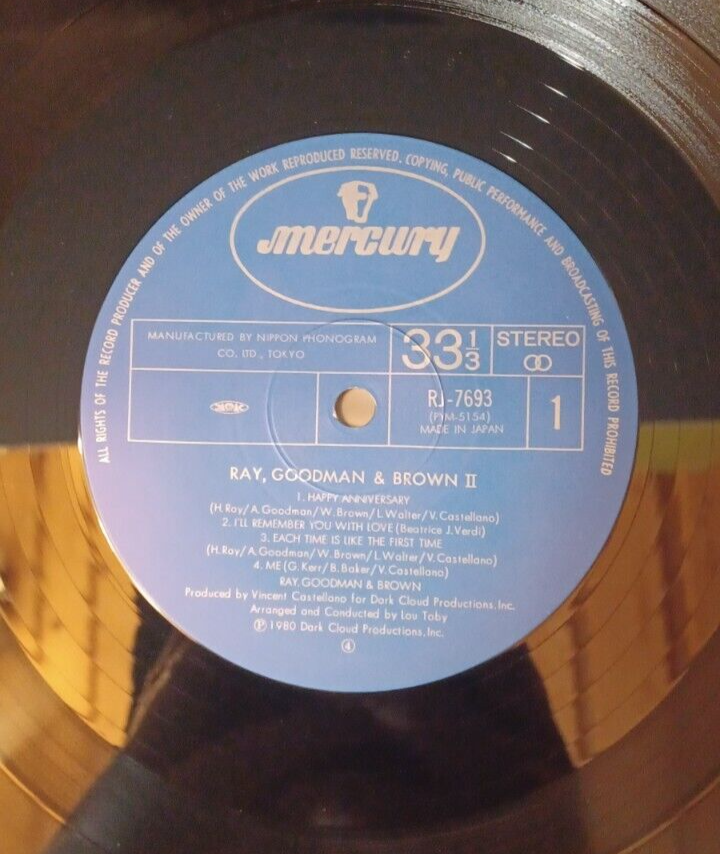 ALL RIGHTS OF THE RECORD PRODUCER AND OF THE OWNER OF THE WORK REPRODUCED RESERVED. COPYING, PUBLIC PERFORMANCE AND BROADCASTING OF THIS RECORD PROHIBITED
mercury
MANUFACTURED BY NIPPON PHONOGRAM
CO. LTD., TOKYO
33 1/3
STEREO
RJ-7693
(PYM-5154)
MADE IN JAPAN
1
RAY, GOODMAN & BROWN II
1. HAPPY ANNIVERSARY
(H.Ray/A.Goodman/W.Brown/L.Walter/V.Castellano)
2. I'LL REMEMBER YOU WITH LOVE (Beatrice J.Verdi)
3. EACH TIME IS LIKE THE FIRST TIME
(H.Ray/A.Goodman/W.Brown/L.Walter/V.Castellano)
4. ME (G.Kerr/B.Baker/V.Castellano)
RAY, GOODMAN & BROWN
Produced by Vincent Castellano for Dark Cloud Productions, Inc.
Arranged and Conducted by Lou Toby
Ⓟ 1980 Dark Cloud Productions, Inc.
④